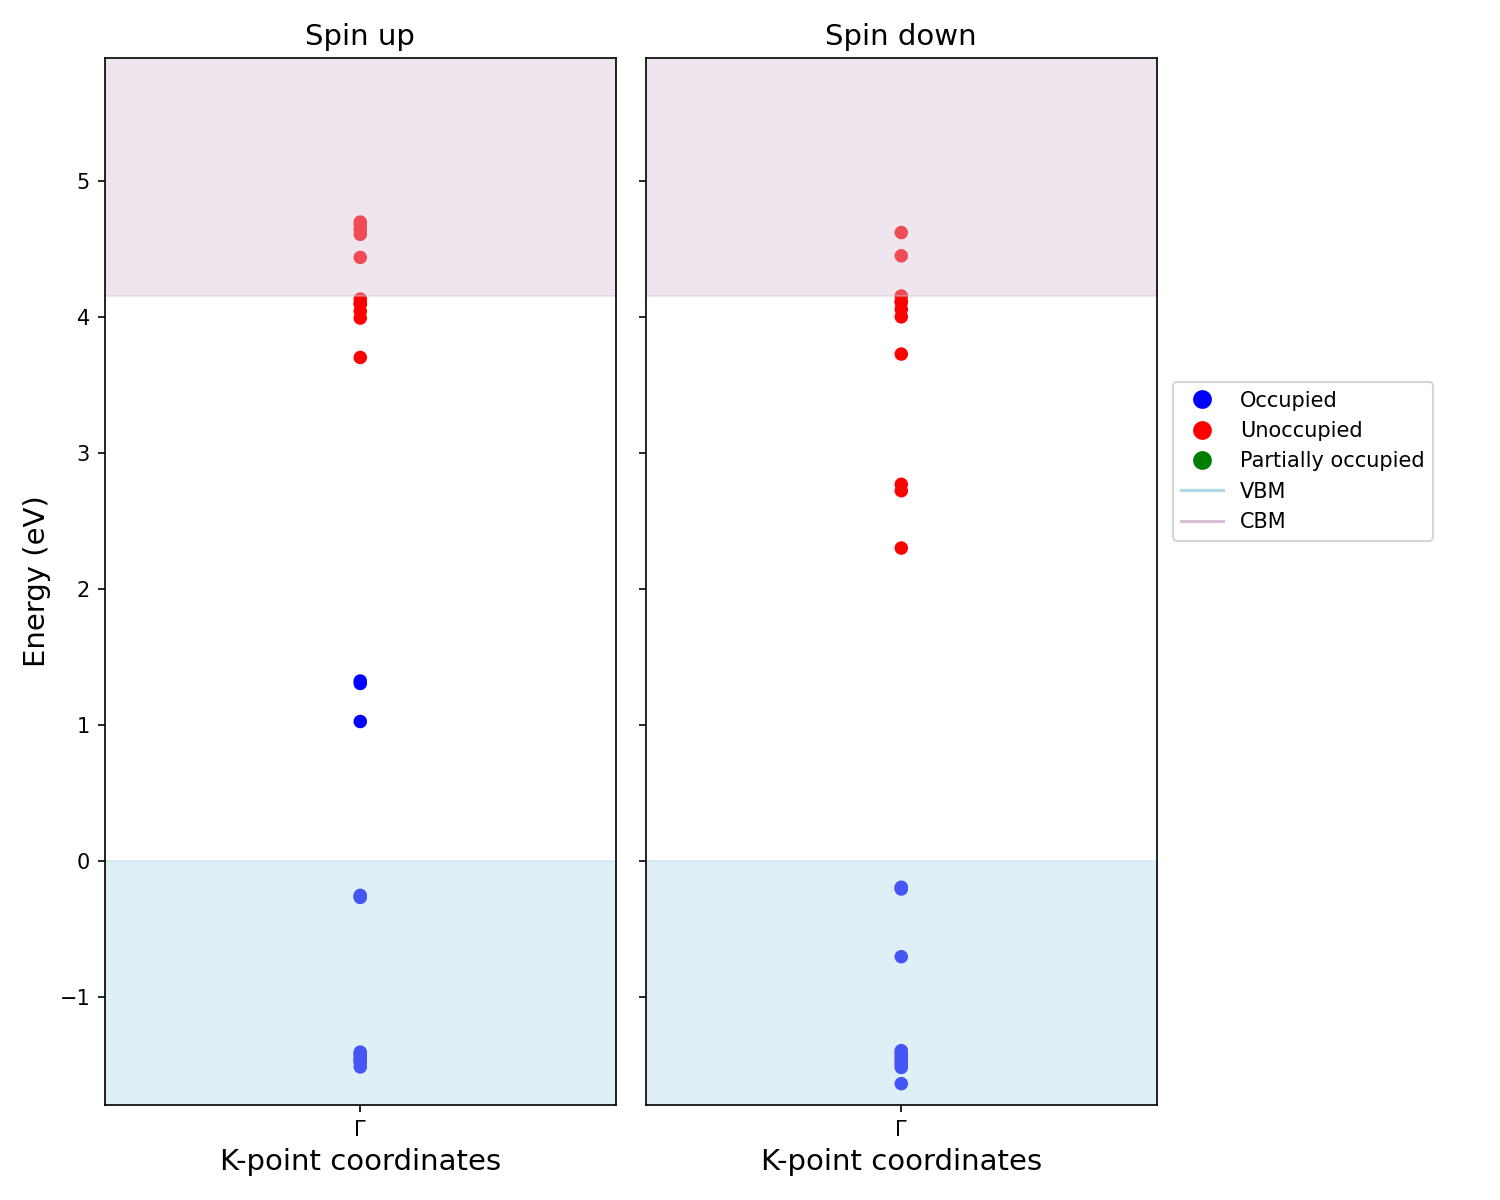 Spin up
Spin down
Energy (eV)
5
4
3
2
1
0
−1
Γ
Γ
K-point coordinates
K-point coordinates
Occupied
Unoccupied
Partially occupied
VBM
CBM